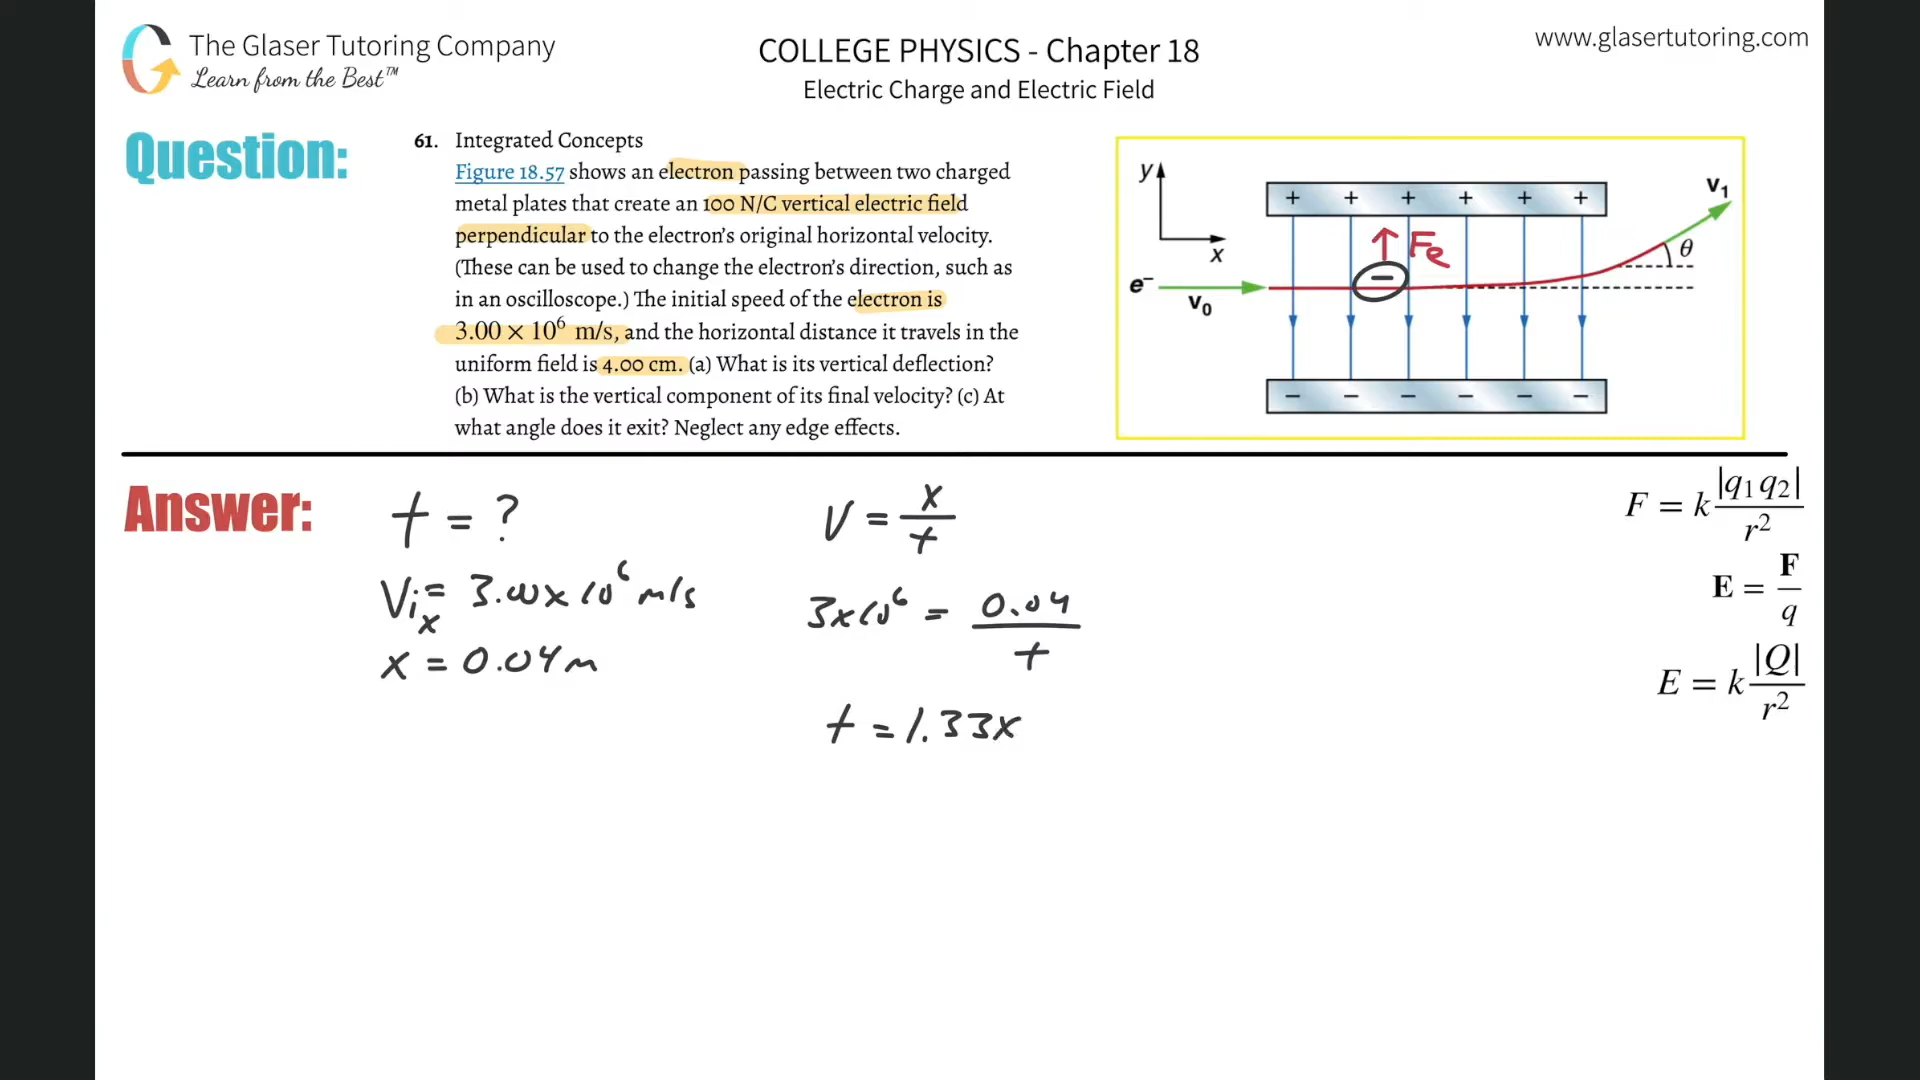 The Glaser Tutoring Company
Learn from the Best™
COLLEGE PHYSICS - Chapter 18
Electric Charge and Electric Field
www.glasertutoring.com
Question:
61. Integrated Concepts
Figure 18.57 shows an electron passing between two charged
metal plates that create an 100 N/C vertical electric field
perpendicular to the electron's original horizontal velocity.
(These can be used to change the electron's direction, such as
in an oscilloscope.) The initial speed of the electron is
3.00 × 10⁶ m/s, and the horizontal distance it travels in the
uniform field is 4.00 cm. (a) What is its vertical deflection?
(b) What is the vertical component of its final velocity? (c) At
what angle does it exit? Neglect any edge effects.
y
x
+ + + + + +
Fe
−
e⁻
v₀
v₁
θ
− − − − − −
Answer:
t = ?
Vix = 3.00 x 10⁶ m/s
x = 0.04 m
V = x/t
3x10⁶ = 0.04/t
t = 1.33x
F = k |q₁q₂|/r²
E = F/q
E = k |Q|/r²